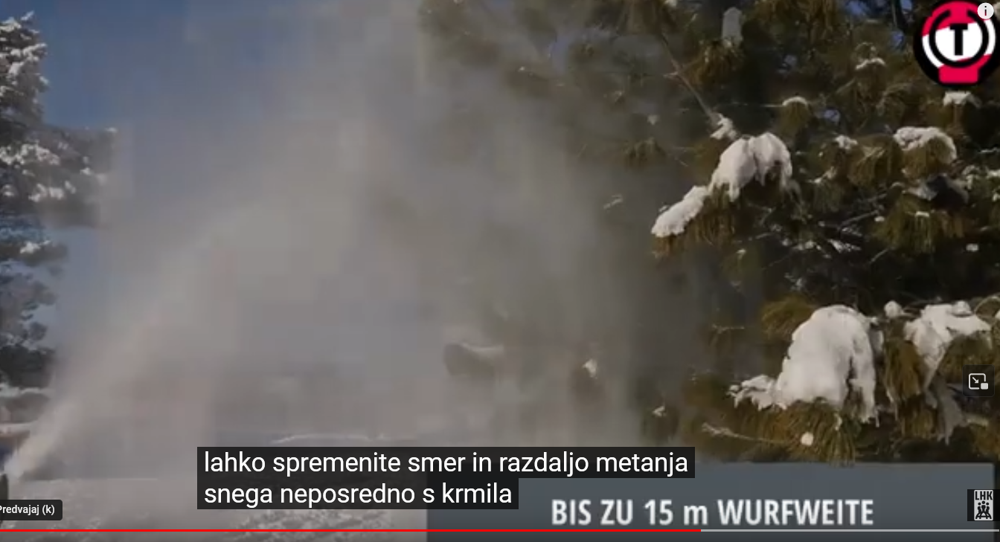 i
T
lahko spremenite smer in razdaljo metanja
snega neposredno s krmila
Predvajaj (k)
BIS ZU 15 m WURFWEITE
LHK